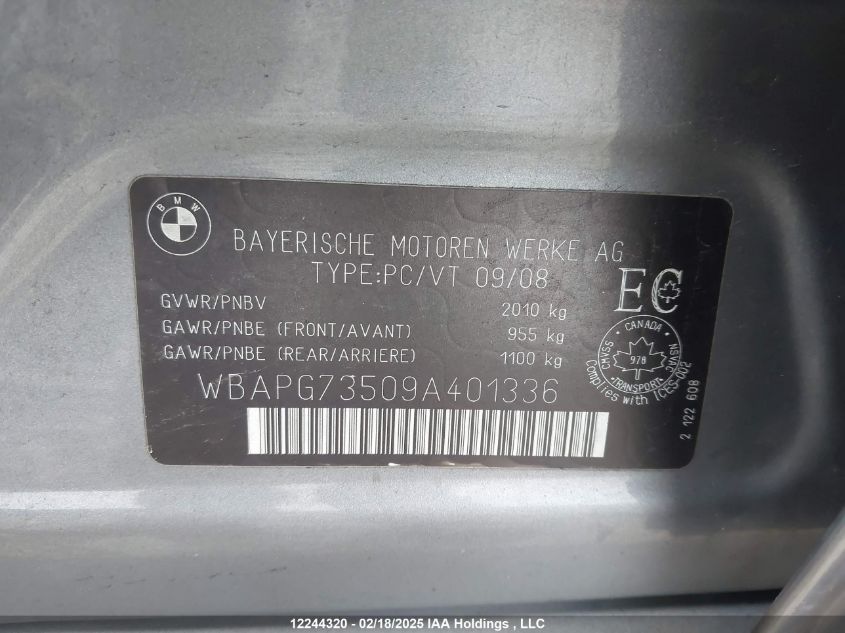 BMW
BAYERISCHE MOTOREN WERKE AG
TYPE:PC/VT 09/08
GVWR/PNBV 2010 kg
GAWR/PNBE (FRONT/AVANT) 955 kg
GAWR/PNBE (REAR/ARRIERE) 1100 kg
WBAPG73509A401336
EC
CANADA
CMVSS 978 NSVAC
TRANSPORT
Complies with ICES-002
2 122 608
12244320 - 02/18/2025 IAA Holdings , LLC